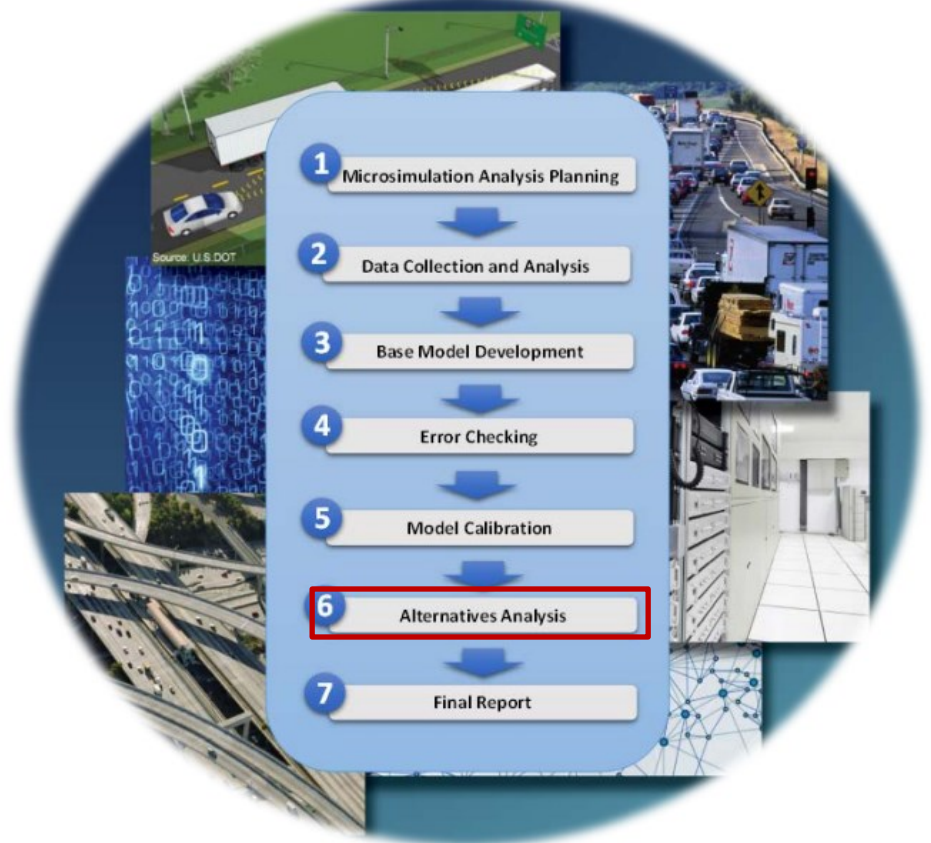 Source: U.S.DOT
1
Microsimulation Analysis Planning
2
Data Collection and Analysis
3
Base Model Development
4
Error Checking
5
Model Calibration
6
Alternatives Analysis
7
Final Report